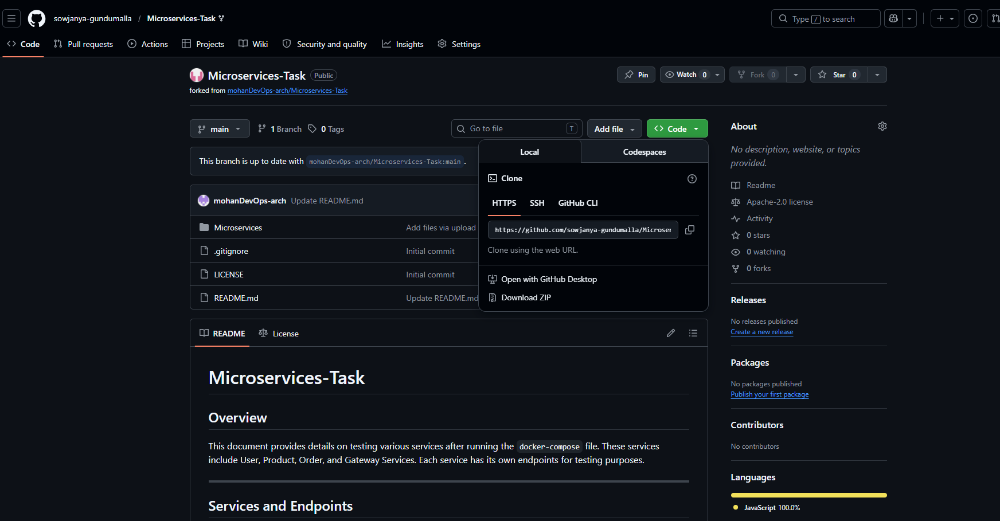 sowjanya-gundumalla / Microservices-Task
Type / to search
Code Pull requests Actions Projects Wiki Security and quality Insights Settings
Microservices-Task Public
forked from mohanDevOps-arch/Microservices-Task
Pin Watch 0 Fork 0 Star 0
main 1 Branch 0 Tags
Go to file T
Add file
Code
This branch is up to date with mohanDevOps-arch/Microservices-Task:main .
mohanDevOps-arch Update README.md
Microservices Add files via upload
.gitignore Initial commit
LICENSE Initial commit
README.md Update README.md
Local Codespaces
Clone
HTTPS SSH GitHub CLI
https://github.com/sowjanya-gundumalla/Microser
Clone using the web URL.
Open with GitHub Desktop
Download ZIP
README License
Microservices-Task
Overview
This document provides details on testing various services after running the docker-compose file. These services
include User, Product, Order, and Gateway Services. Each service has its own endpoints for testing purposes.
Services and Endpoints
About
No description, website, or topics
provided.
Readme
Apache-2.0 license
Activity
0 stars
0 watching
0 forks
Releases
No releases published
Create a new release
Packages
No packages published
Publish your first package
Contributors
No contributors
Languages
JavaScript 100.0%